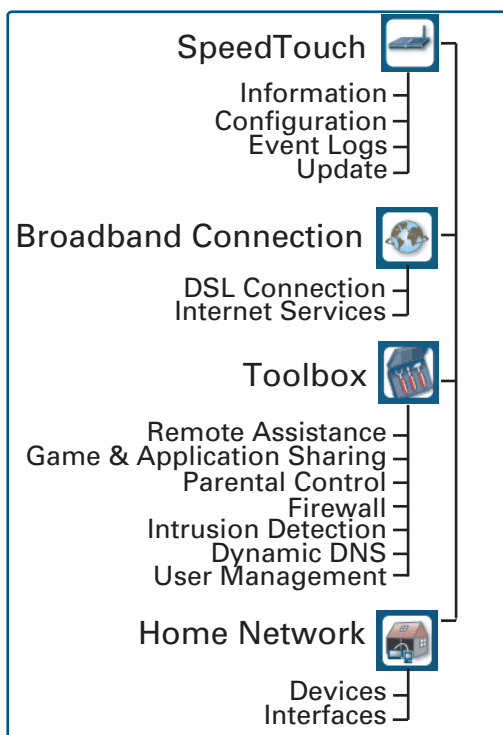 SpeedTouch
Information
Configuration
Event Logs
Update
Broadband Connection
DSL Connection
Internet Services
Toolbox
Remote Assistance
Game & Application Sharing
Parental Control
Firewall
Intrusion Detection
Dynamic DNS
User Management
Home Network
Devices
Interfaces